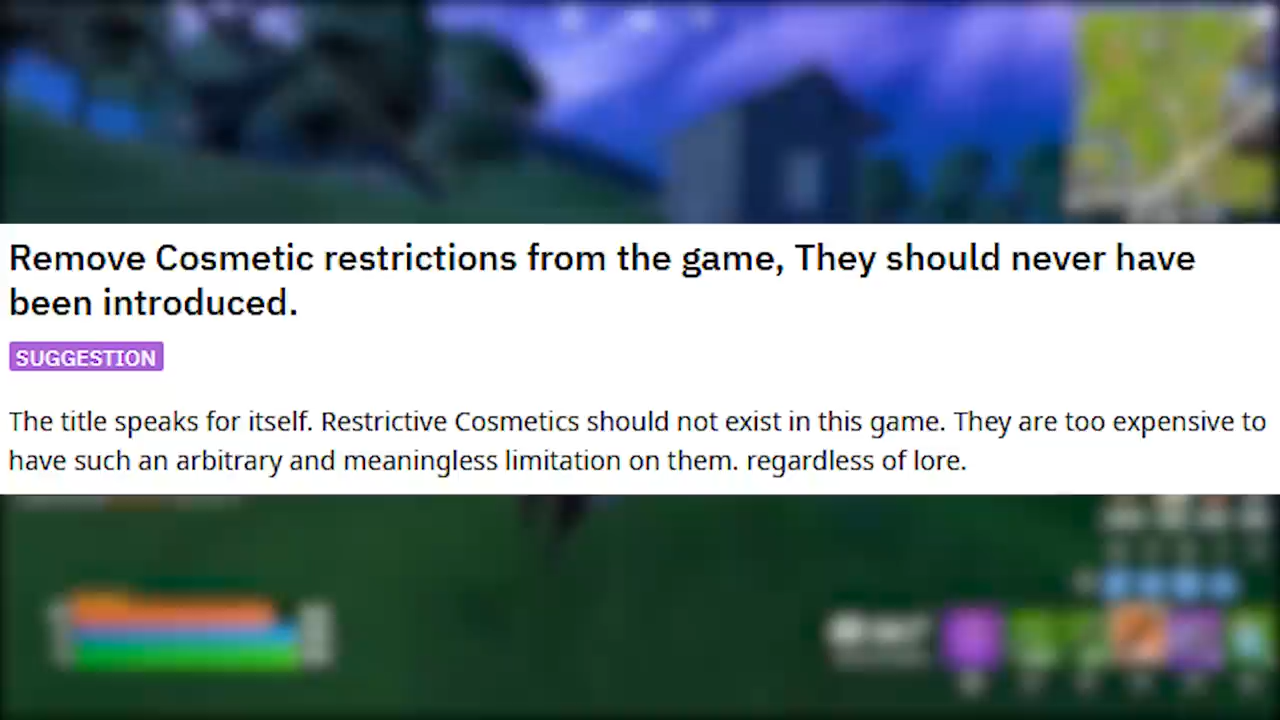 Remove Cosmetic restrictions from the game, They should never have
been introduced.
SUGGESTION
The title speaks for itself. Restrictive Cosmetics should not exist in this game. They are too expensive to
have such an arbitrary and meaningless limitation on them. regardless of lore.